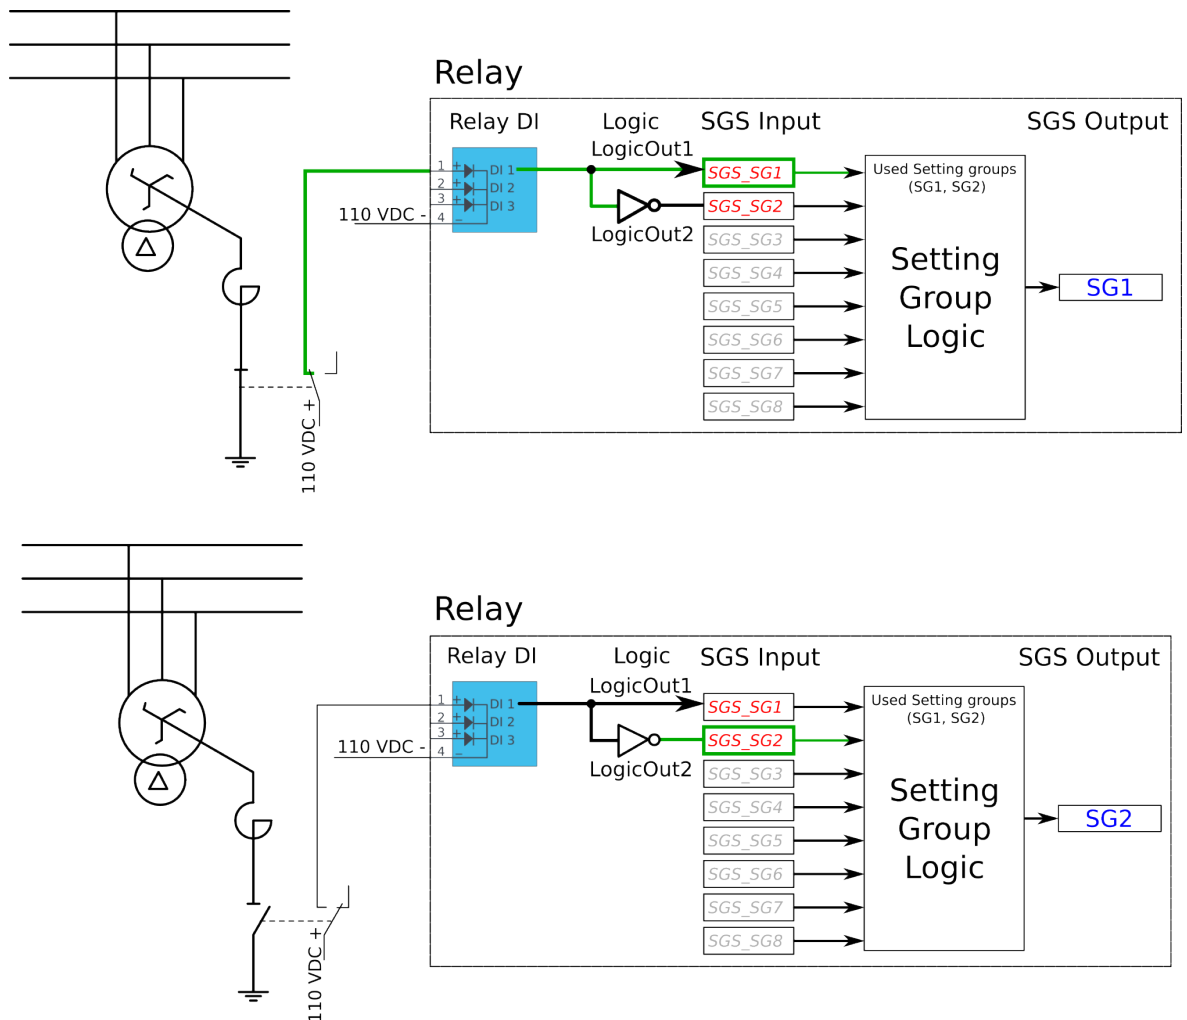 Relay
Relay DI
Logic
SGS Input
SGS Output
LogicOut1
1 +
2 +
3 +
4 −
DI 1
DI 2
DI 3
110 VDC -
LogicOut2
SGS_SG1
SGS_SG2
SGS_SG3
SGS_SG4
SGS_SG5
SGS_SG6
SGS_SG7
SGS_SG8
Used Setting groups
(SG1, SG2)
Setting
Group
Logic
SG1
110 VDC +
Relay
Relay DI
Logic
SGS Input
SGS Output
LogicOut1
1 +
2 +
3 +
4 −
DI 1
DI 2
DI 3
110 VDC -
LogicOut2
SGS_SG1
SGS_SG2
SGS_SG3
SGS_SG4
SGS_SG5
SGS_SG6
SGS_SG7
SGS_SG8
Used Setting groups
(SG1, SG2)
Setting
Group
Logic
SG2
110 VDC +